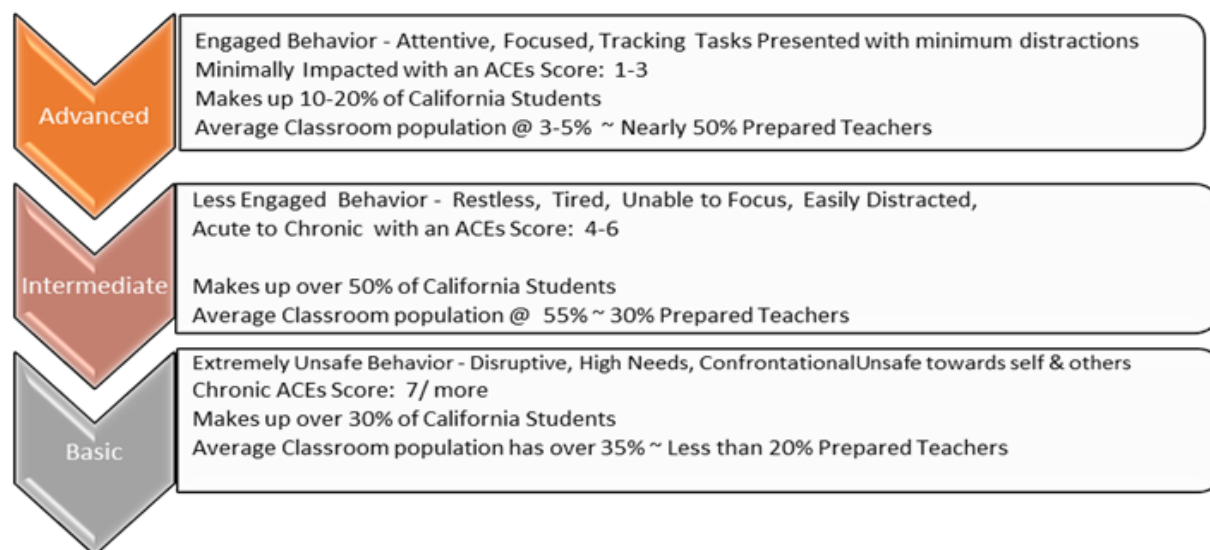 Advanced
Engaged Behavior - Attentive, Focused, Tracking Tasks Presented with minimum distractions
Minimally Impacted with an ACEs Score: 1-3
Makes up 10-20% of California Students
Average Classroom population @ 3-5% ~ Nearly 50% Prepared Teachers
Intermediate
Less Engaged Behavior - Restless, Tired, Unable to Focus, Easily Distracted,
Acute to Chronic with an ACEs Score: 4-6
Makes up over 50% of California Students
Average Classroom population @ 55% ~ 30% Prepared Teachers
Basic
Extremely Unsafe Behavior - Disruptive, High Needs, ConfrontationalUnsafe towards self & others
Chronic ACEs Score: 7/ more
Makes up over 30% of California Students
Average Classroom population has over 35% ~ Less than 20% Prepared Teachers